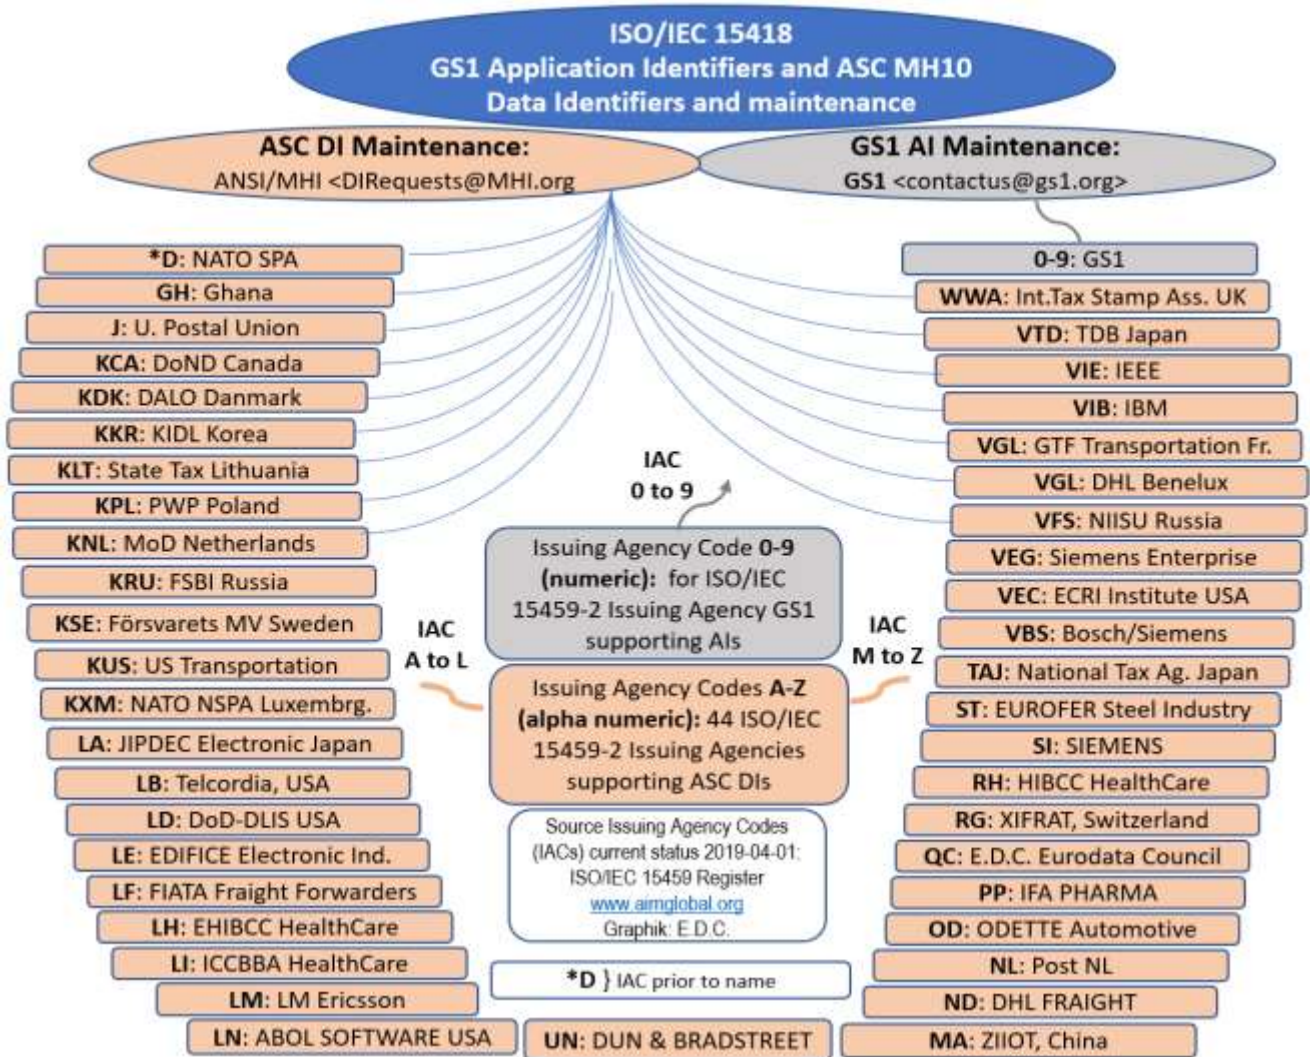 ISO/IEC 15418
GS1 Application Identifiers and ASC MH10
Data Identifiers and maintenance
ASC DI Maintenance:
ANSI/MHI <DIRequests@MHI.org
GS1 AI Maintenance:
GS1 <contactus@gs1.org>
*D: NATO SPA
GH: Ghana
J: U. Postal Union
KCA: DoND Canada
KDK: DALO Danmark
KKR: KIDL Korea
KLT: State Tax Lithuania
KPL: PWP Poland
KNL: MoD Netherlands
KRU: FSBI Russia
KSE: Försvarets MV Sweden
KUS: US Transportation
KXM: NATO NSPA Luxembrg.
LA: JIPDEC Electronic Japan
LB: Telcordia, USA
LD: DoD-DLIS USA
LE: EDIFICE Electronic Ind.
LF: FIATA Fraight Forwarders
LH: EHIBCC HealthCare
LI: ICCBBA HealthCare
LM: LM Ericsson
LN: ABOL SOFTWARE USA
IAC
0 to 9
Issuing Agency Code 0-9
(numeric): for ISO/IEC
15459-2 Issuing Agency GS1
supporting AIs
IAC
A to L
IAC
M to Z
Issuing Agency Codes A-Z
(alpha numeric): 44 ISO/IEC
15459-2 Issuing Agencies
supporting ASC DIs
Source Issuing Agency Codes
(IACs) current status 2019-04-01:
ISO/IEC 15459 Register
www.aimglobal.org
Graphik: E.D.C.
*D } IAC prior to name
UN: DUN & BRADSTREET
0-9: GS1
WWA: Int.Tax Stamp Ass. UK
VTD: TDB Japan
VIE: IEEE
VIB: IBM
VGL: GTF Transportation Fr.
VGL: DHL Benelux
VFS: NIISU Russia
VEG: Siemens Enterprise
VEC: ECRI Institute USA
VBS: Bosch/Siemens
TAJ: National Tax Ag. Japan
ST: EUROFER Steel Industry
SI: SIEMENS
RH: HIBCC HealthCare
RG: XIFRAT, Switzerland
QC: E.D.C. Eurodata Council
PP: IFA PHARMA
OD: ODETTE Automotive
NL: Post NL
ND: DHL FRAIGHT
MA: ZIIOT, China